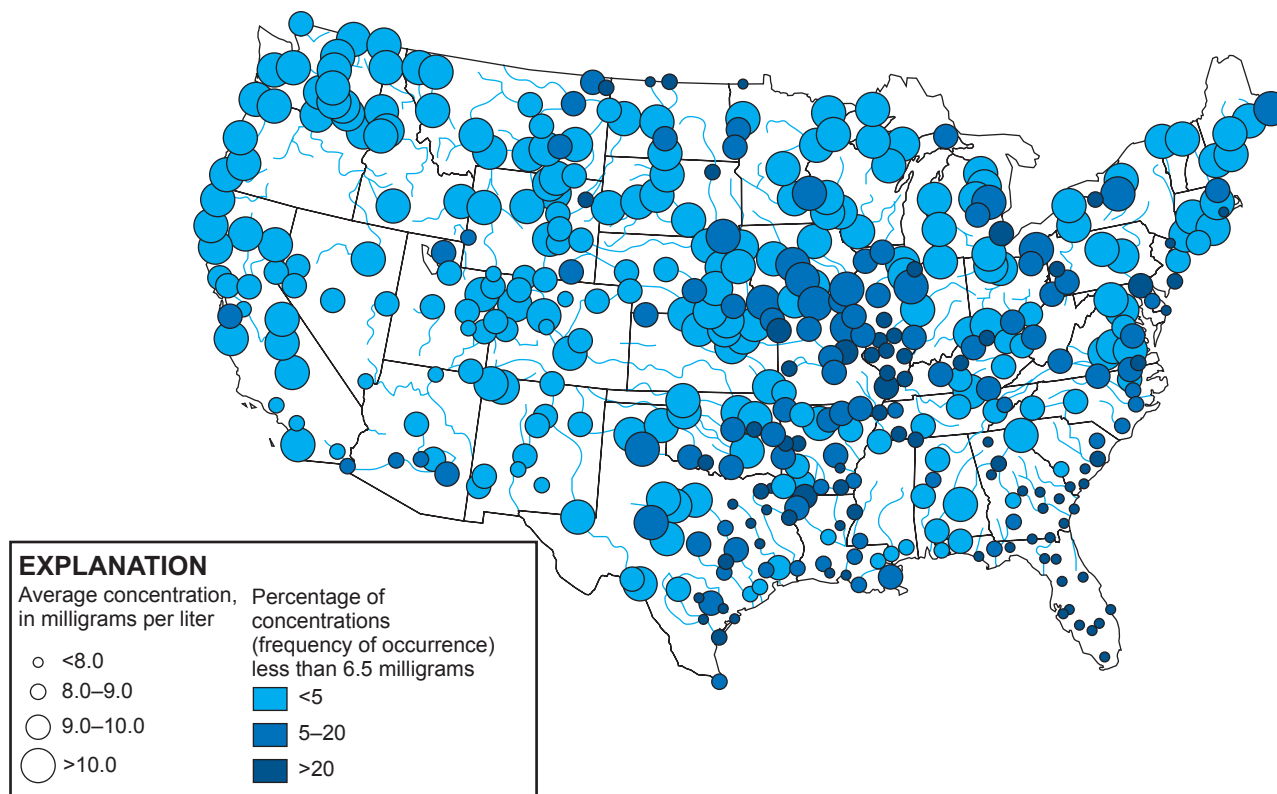 EXPLANATION
Average concentration,
in milligrams per liter
<8.0
8.0–9.0
9.0–10.0
>10.0
Percentage of
concentrations
(frequency of occurrence)
less than 6.5 milligrams
<5
5–20
>20